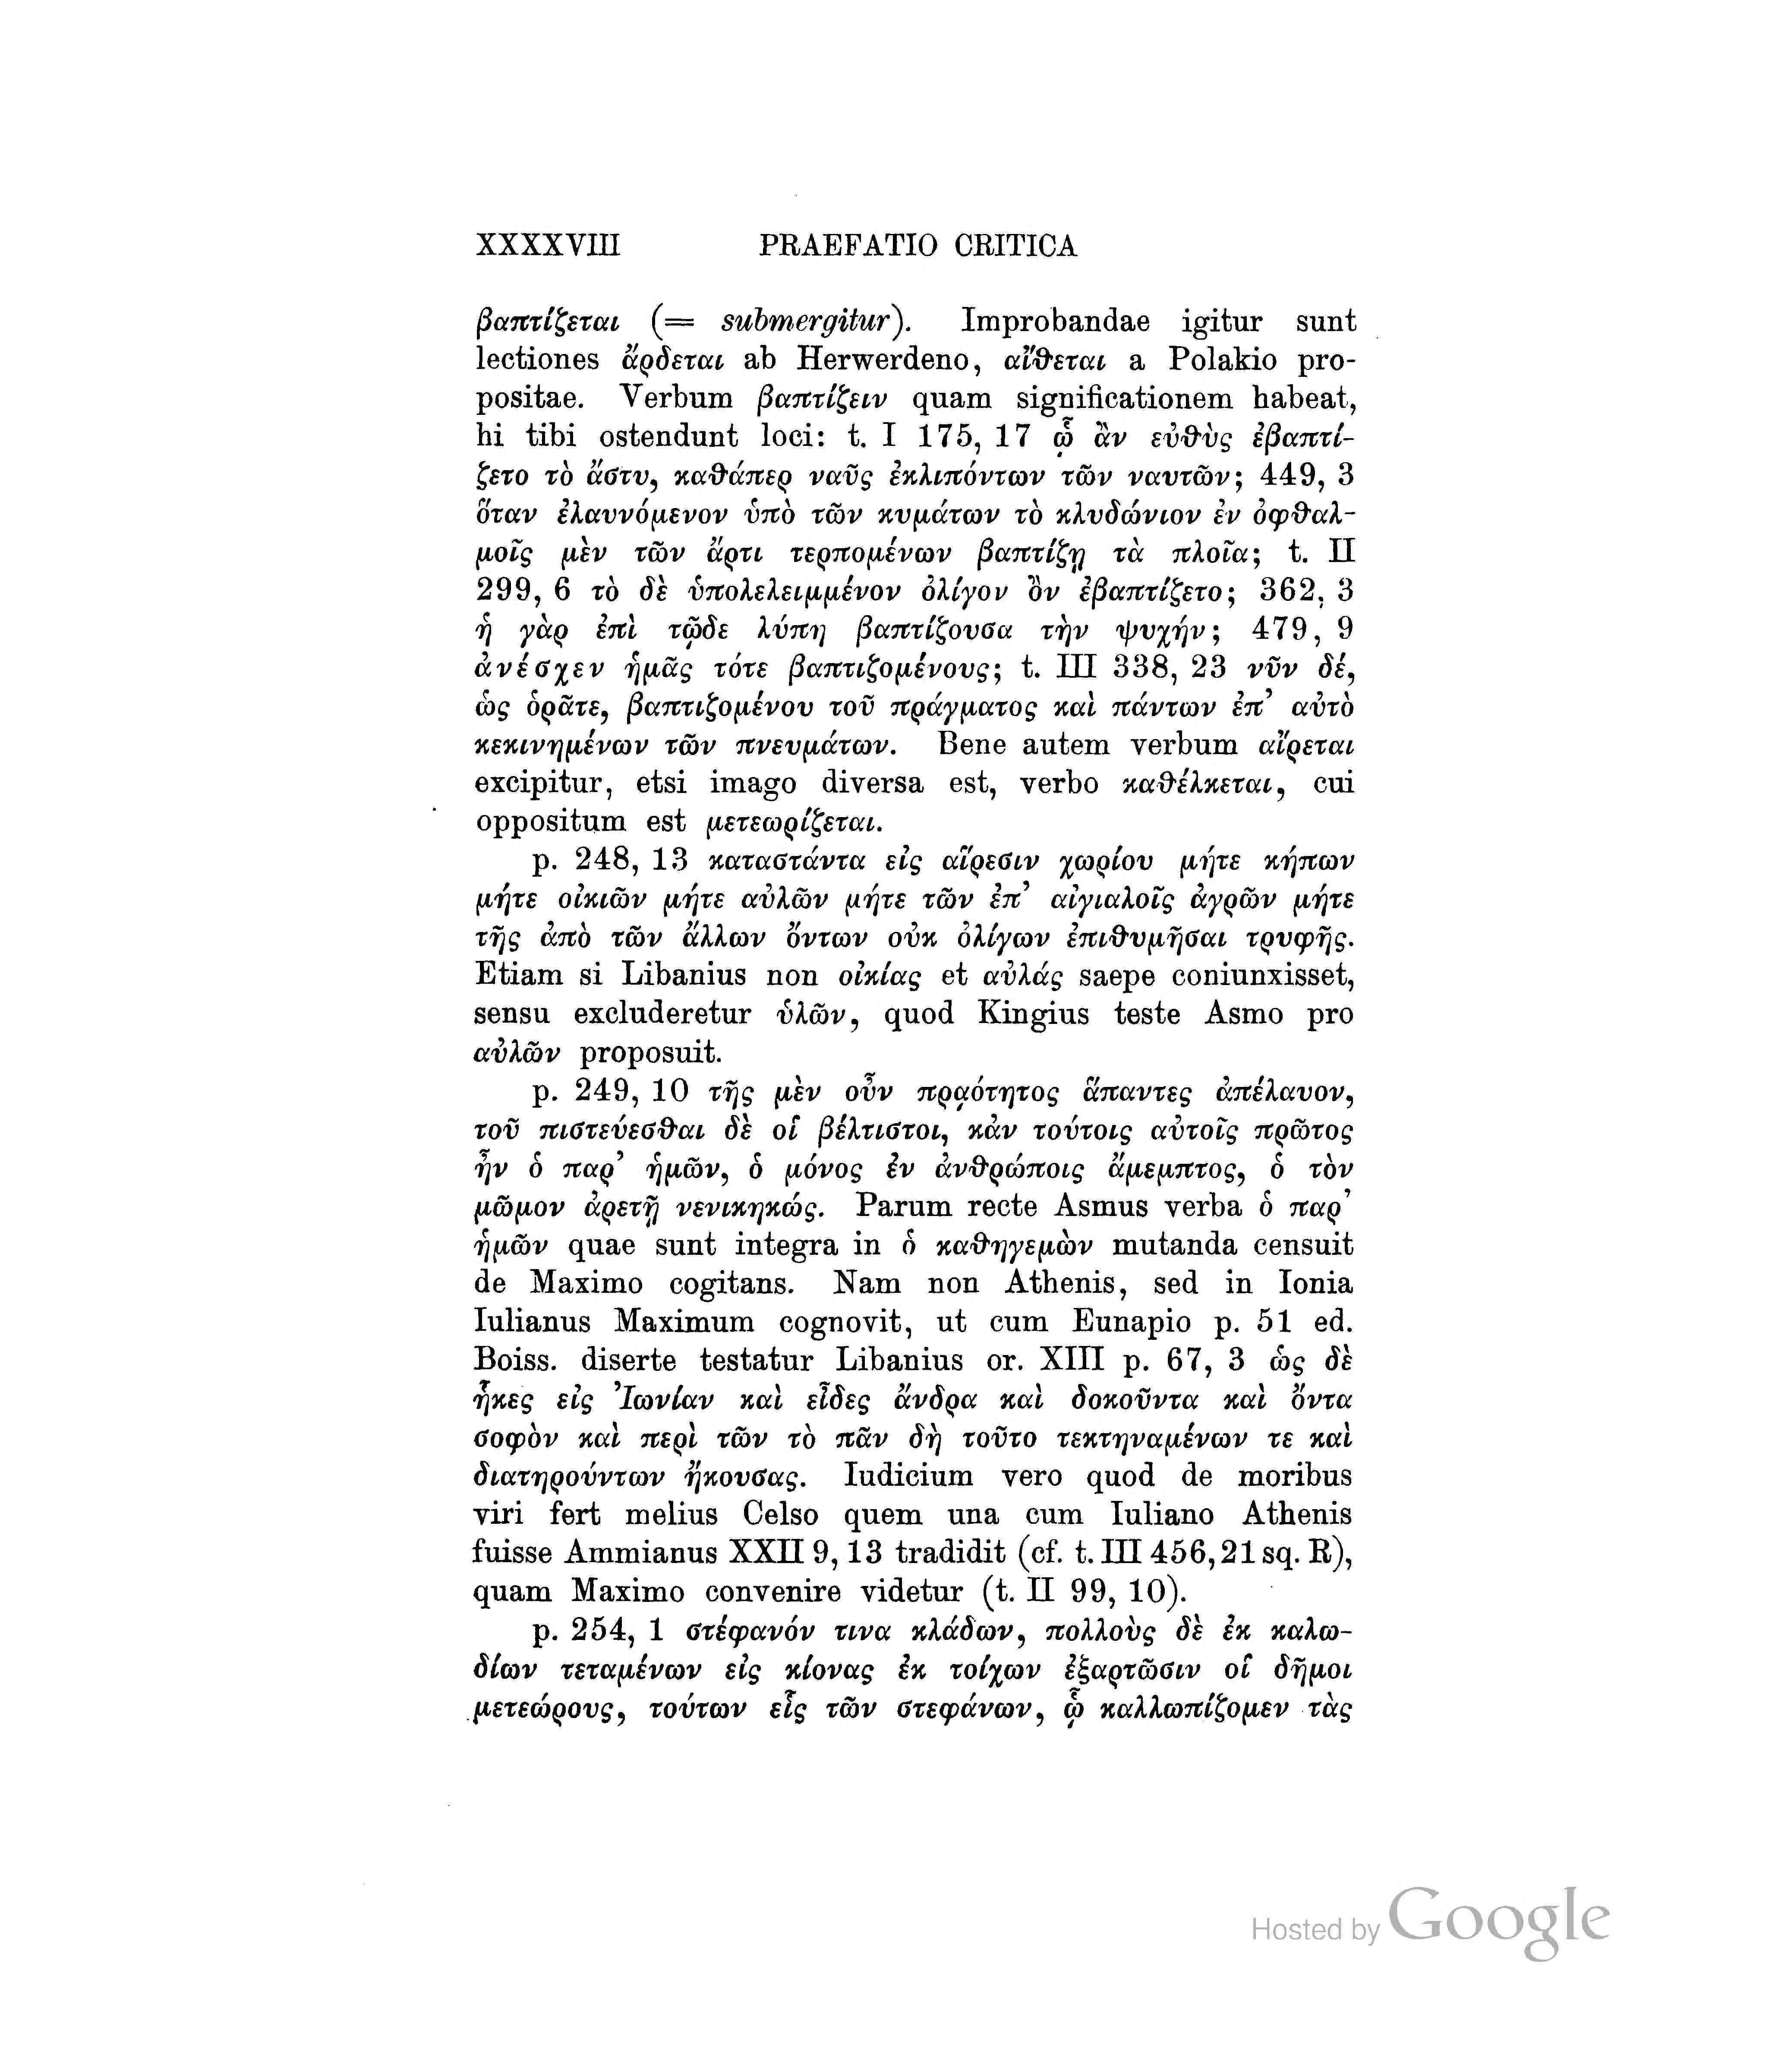 XXXXVIII PRAEFATIO CRITICA
βαπτίζεται (= submergitur). Improbandae igitur sunt
lectiones ἄρδεται ab Herwerdeno, αἴθεται a Polakio pro-
positae. Verbum βαπτίζειν quam significationem habeat,
hi tibi ostendunt loci: t. I 175, 17 ᾧ ἂν εὐθὺς ἐβαπτί-
ζετο τὸ ἄστυ, καθάπερ ναῦς ἐκλιπόντων τῶν ναυτῶν; 449, 3
ὅταν ἐλαυνόμενον ὑπὸ τῶν κυμάτων τὸ κλυδώνιον ἐν ὀφθαλ-
μοῖς μὲν τῶν ἄρτι τερπομένων βαπτίζῃ τὰ πλοῖα; t. II
299, 6 τὸ δὲ ὑπολελειμμένον ὀλίγον ὂν ἐβαπτίζετο; 362, 3
ἡ γὰρ ἐπὶ τῷδε λύπη βαπτίζουσα τὴν ψυχήν; 479, 9
ἀνέσχεν ἡμᾶς τότε βαπτιζομένους; t. III 338, 23 νῦν δέ,
ὡς ὁρᾶτε, βαπτιζομένου τοῦ πράγματος καὶ πάντων ἐπ’ αὐτὸ
κεκινημένων τῶν πνευμάτων. Bene autem verbum αἴρεται
excipitur, etsi imago diversa est, verbo καθέλκεται, cui
oppositum est μετεωρίζεται.
p. 248, 13 καταστάντα εἰς αἵρεσιν χωρίου μήτε κήπων
μήτε οἰκιῶν μήτε αὐλῶν μήτε τῶν ἐπ’ αἰγιαλοῖς ἀγρῶν μήτε
τῆς ἀπὸ τῶν ἄλλων ὄντων οὐκ ὀλίγων ἐπιθυμῆσαι τρυφῆς.
Etiam si Libanius non οἰκίας et αὐλάς saepe coniunxisset,
sensu excluderetur ὑλῶν, quod Kingius teste Asmo pro
αὐλῶν proposuit.
p. 249, 10 τῆς μὲν οὖν πρᾳότητος ἅπαντες ἀπέλαυον,
τοῦ πιστεύεσθαι δὲ οἱ βέλτιστοι, κἀν τούτοις αὐτοῖς πρῶτος
ἦν ὁ παρ’ ἡμῶν, ὁ μόνος ἐν ἀνθρώποις ἄμεμπτος, ὁ τὸν
μῶμον ἀρετῇ νενικηκώς. Parum recte Asmus verba ὁ παρ’
ἡμῶν quae sunt integra in ὁ καθηγεμὼν mutanda censuit
de Maximo cogitans. Nam non Athenis, sed in Ionia
Iulianus Maximum cognovit, ut cum Eunapio p. 51 ed.
Boiss. diserte testatur Libanius or. XIII p. 67, 3 ὡς δὲ
ἧκες εἰς Ἰωνίαν καὶ εἶδες ἄνδρα καὶ δοκοῦντα καὶ ὄντα
σοφὸν καὶ περὶ τῶν τὸ πᾶν δὴ τοῦτο τεκτηναμένων τε καὶ
διατηρούντων ἤκουσας. Iudicium vero quod de moribus
viri fert melius Celso quem una cum Iuliano Athenis
fuisse Ammianus XXII 9, 13 tradidit (cf. t. III 456, 21 sq. R),
quam Maximo convenire videtur (t. II 99, 10).
p. 254, 1 στέφανόν τινα κλάδων, πολλοὺς δὲ ἐκ καλω-
δίων τεταμένων εἰς κίονας ἐκ τοίχων ἐξαρτῶσιν οἱ δῆμοι
μετεώρους, τούτων εἷς τῶν στεφάνων, ᾧ καλλωπίζομεν τὰς
Hosted by Google